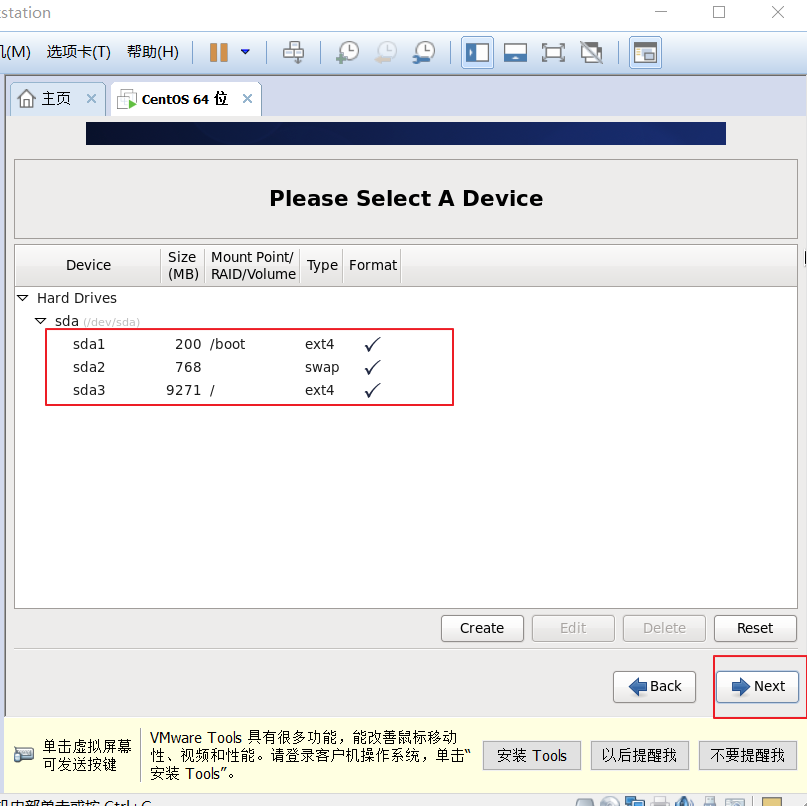 station
(M) 选项卡(T) 帮助(H)
主页 CentOS 64 位
Please Select A Device
Device Size (MB) Mount Point/ RAID/Volume Type Format
Hard Drives
sda (/dev/sda)
sda1 200 /boot ext4
sda2 768 swap
sda3 9271 / ext4
Create Edit Delete Reset
Back Next
单击虚拟屏幕
可发送按键
VMware Tools 具有很多功能，能改善鼠标移动
性、视频和性能。请登录客户机操作系统，单击“
安装 Tools”。
安装 Tools 以后提醒我 不要提醒我